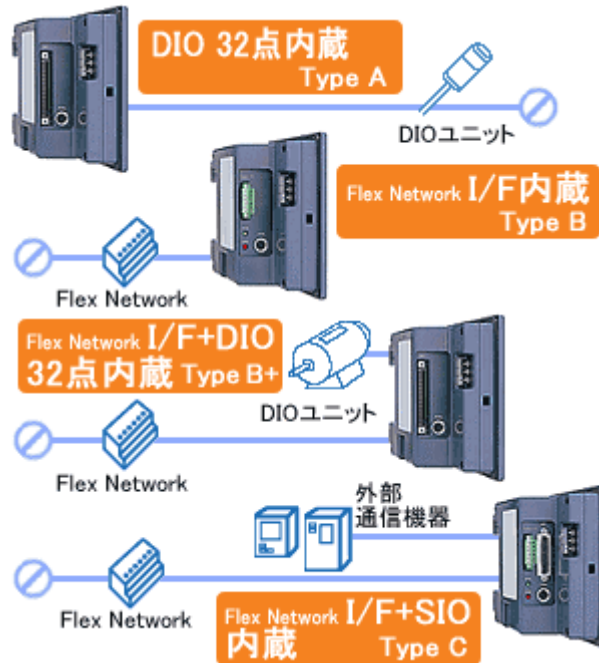 DIO 32点内蔵
Type A
DIOユニット
Flex Network I/F内蔵
Type B
Flex Network
Flex Network I/F+DIO
32点内蔵 Type B+
DIOユニット
Flex Network
外部
通信機器
Flex Network
Flex Network I/F+SIO
内蔵 Type C